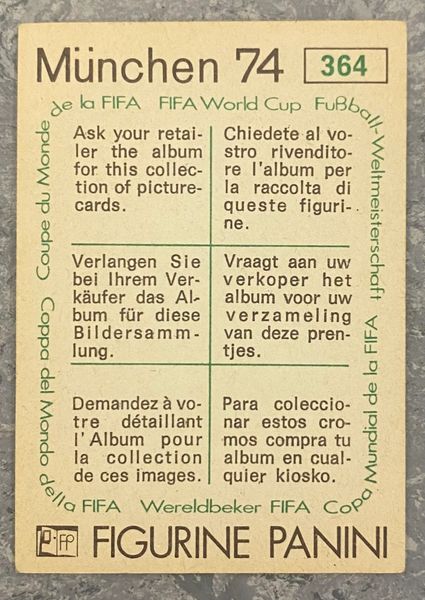 München 74 364
de la FIFA FIFA World Cup Fußball-Weltmeisterschaft
Coupe du Monde
Ask your retai-
ler the album
for this collec-
tion of picture-
cards.
Chiedete al vo-
stro rivendito-
re l'album per
la raccolta di
queste figuri-
ne.
Verlangen Sie
bei Ihrem Ver-
käufer das Al-
bum für diese
Bildersamm-
lung.
Vraagt aan uw
verkoper het
album voor uw
verzameling
van deze pren-
tjes.
Demandez à vo-
tre détaillant
l'Album pour
la collection
de ces images.
Para coleccio-
nar estos cro-
mos compra tu
album en cual-
quier kiosko.
Coppa del Mondo della FIFA Wereldbeker FIFA Copa Mundial de la FIFA
FIGURINE PANINI